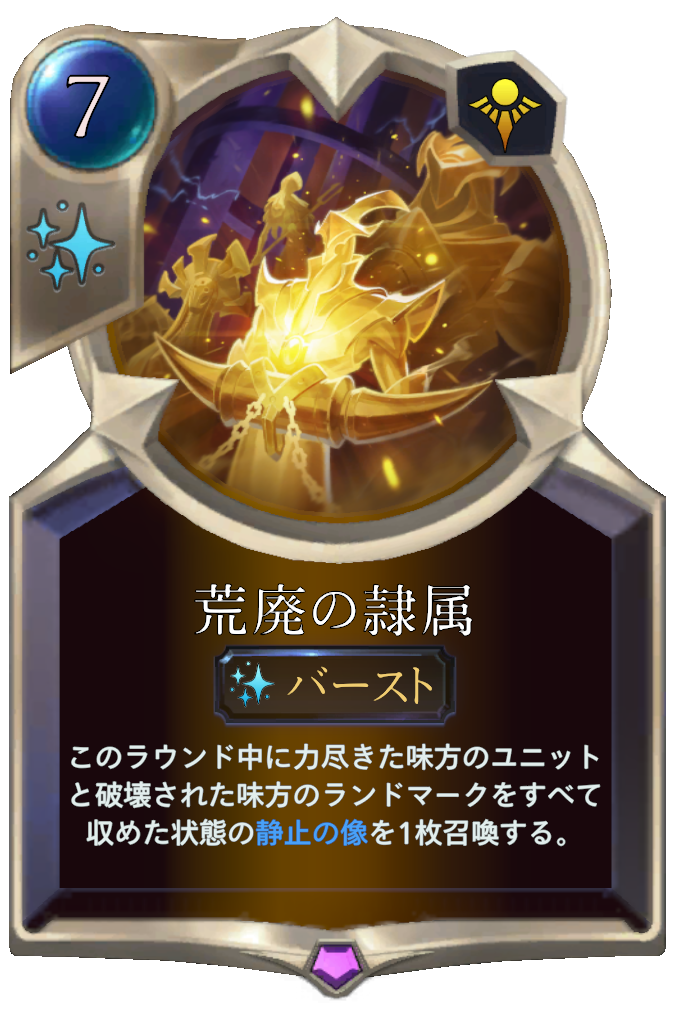 7
荒廃の隷属
バースト
このラウンド中に力尽きた味方のユニット
と破壊された味方のランドマークをすべて
収めた状態の静止の像を1枚召喚する。